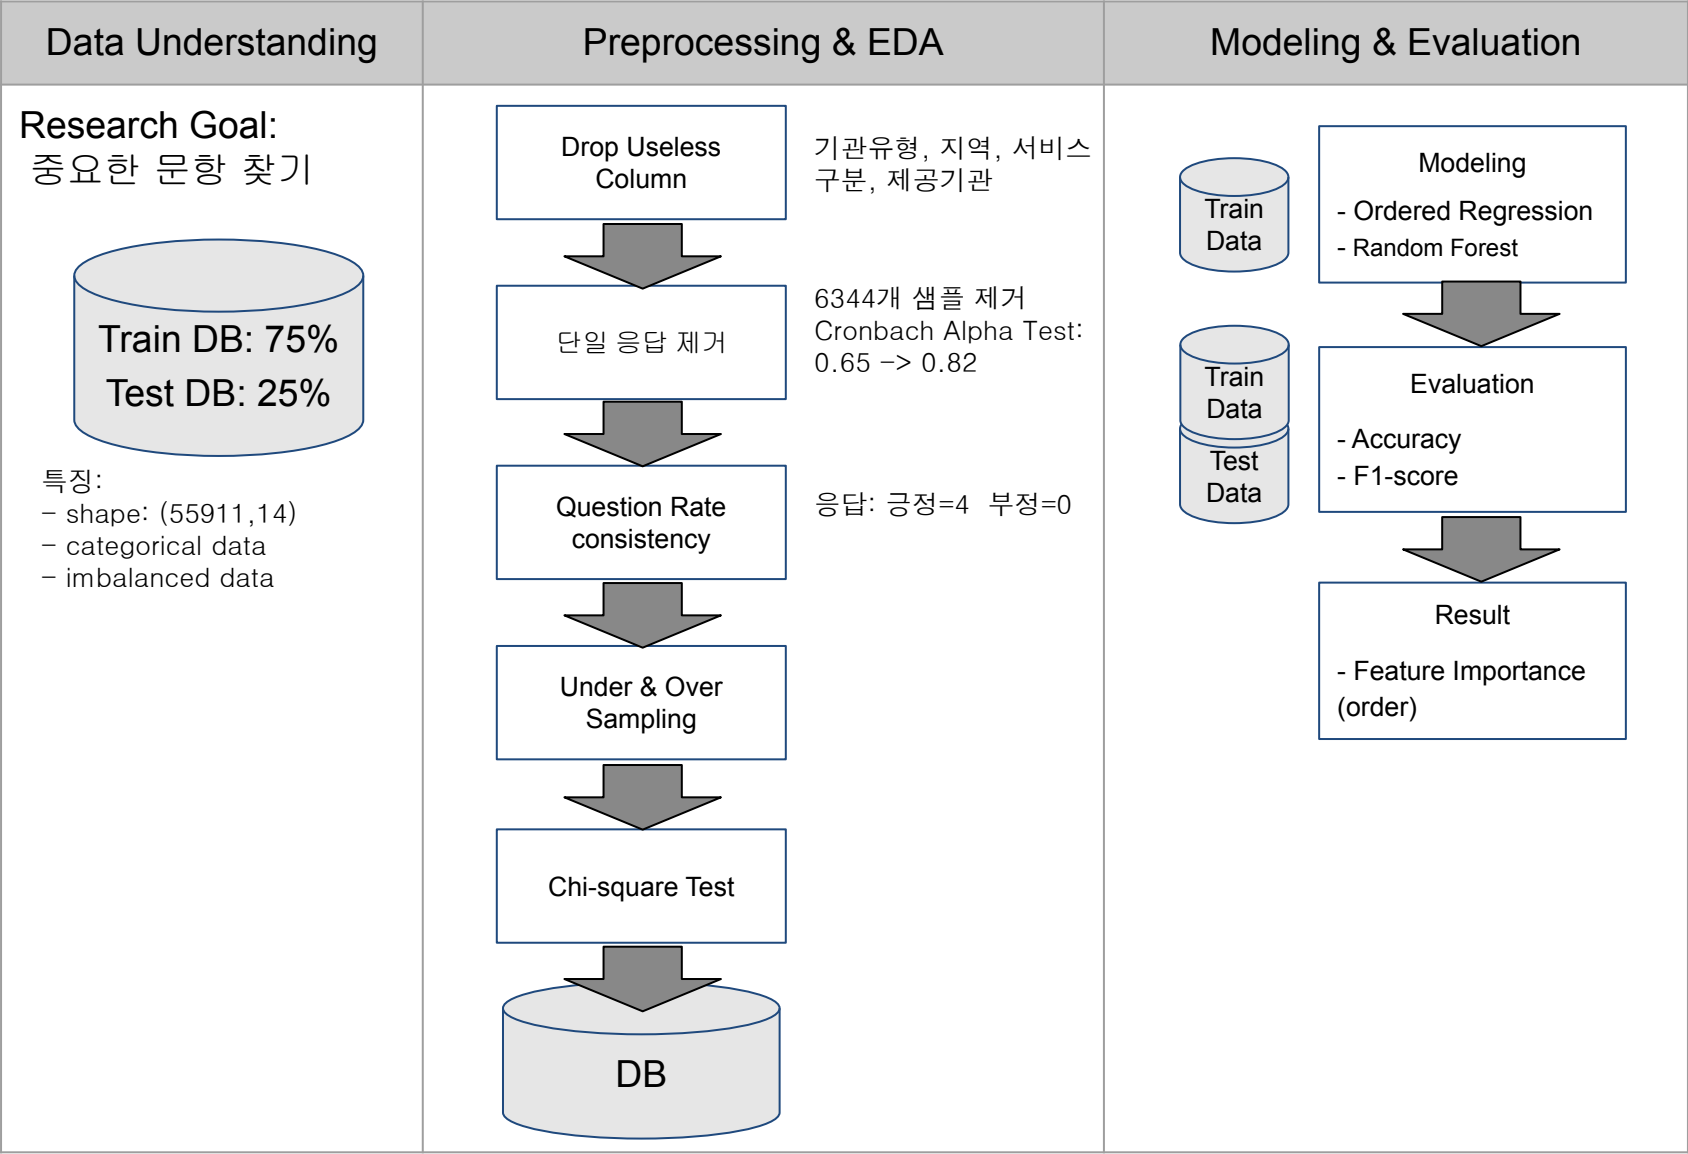 Data Understanding
Preprocessing & EDA
Modeling & Evaluation
Research Goal:
중요한 문항 찾기
Train DB: 75%
Test DB: 25%
특징:
- shape: (55911,14)
- categorical data
- imbalanced data
Drop Useless
Column
기관유형, 지역, 서비스
구분, 제공기관
단일 응답 제거
6344개 샘플 제거
Cronbach Alpha Test:
0.65 -> 0.82
Question Rate
consistency
응답: 긍정=4 부정=0
Under & Over
Sampling
Chi-square Test
DB
Train
Data
Modeling
- Ordered Regression
- Random Forest
Train
Data
Test
Data
Evaluation
- Accuracy
- F1-score
Result
- Feature Importance
(order)